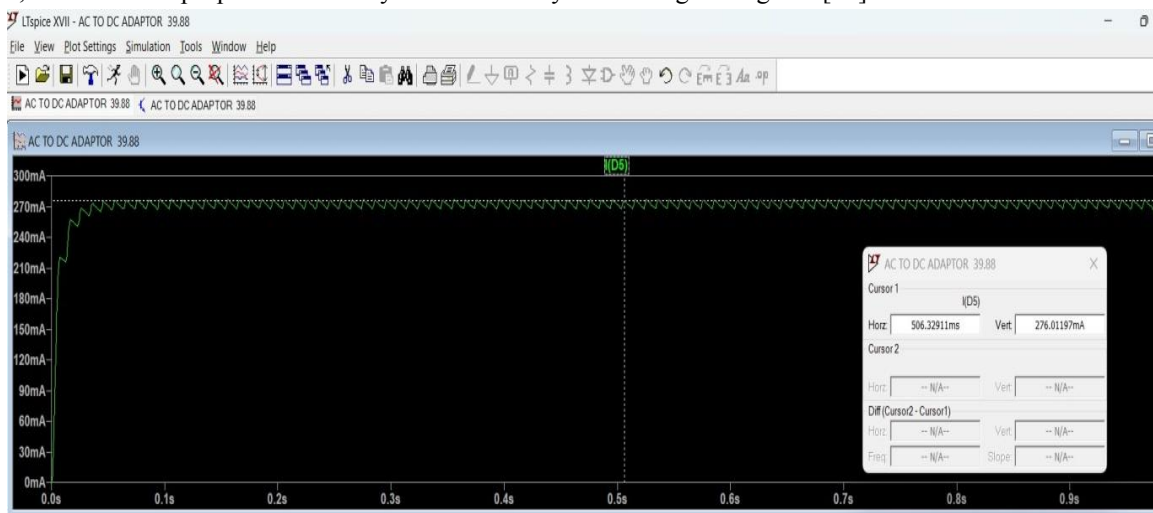 LTspice XVII - AC TO DC ADAPTOR 39.88
File View Plot Settings Simulation Tools Window Help
AC TO DC ADAPTOR 39.88 AC TO DC ADAPTOR 39.88
AC TO DC ADAPTOR 39.88
I(D5)
300mA
270mA
240mA
210mA
180mA
150mA
120mA
90mA
60mA
30mA
0mA
0.0s 0.1s 0.2s 0.3s 0.4s 0.5s 0.6s 0.7s 0.8s 0.9s
AC TO DC ADAPTOR 39.88
Cursor 1
I(D5)
Horz: 506.32911ms Vert: 276.01197mA
Cursor 2
Horz: -- N/A-- Vert: -- N/A--
Diff (Cursor2 - Cursor1)
Horz: -- N/A-- Vert: -- N/A--
Freq: -- N/A-- Slope: -- N/A--